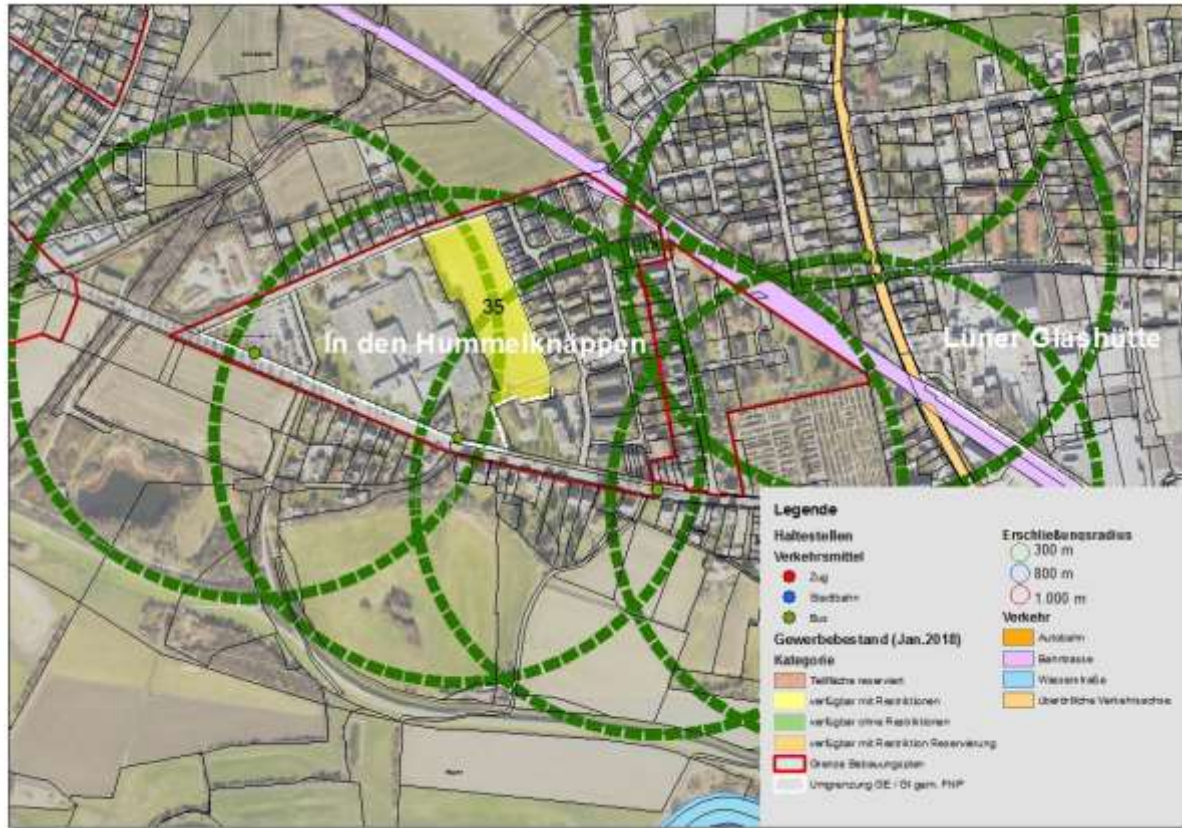 35
In den Hummelknäppen
Lüner Glashütte
Legende
Haltestellen
Verkehrsmittel
Zug
Stadtbahn
Bus
Gewerbebestand (Jan.2018)
Kategorie
Teilfläche reserviert
verfügbar mit Restriktionen
verfügbar ohne Restriktionen
verfügbar mit Restriktion Reservierung
Grenze Bebauungsplan
Umgrenzung GE / GI gem. FNP
Erschließungsradius
300 m
800 m
1.000 m
Verkehr
Autobahn
Bahntrasse
Wasserstraße
überörtliche Verkehrsachse